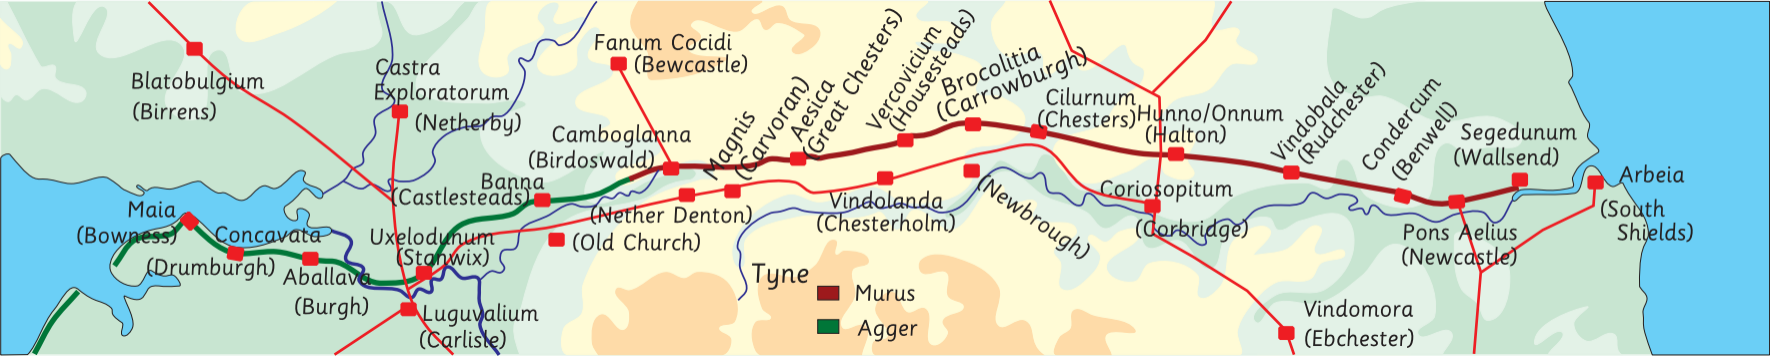 Blatobulgium
(Birrens)
Castra
Exploratorum
(Netherby)
Fanum Cocidi
(Bewcastle)
Camboglanna
(Birdoswald)
Banna
(Castlesteads)
Magnis
(Carvoran)
Aesica
(Great Chesters)
Vercovicium
(Housesteads)
Brocolitia
(Carrowburgh)
Cilurnum
(Chesters)
Hunno/Onnum
(Halton)
Vindobala
(Rudchester)
Condercum
(Benwell)
Segedunum
(Wallsend)
Arbeia
(South
Shields)
Maia
(Bowness)
Concavata
(Drumburgh)
Aballava
(Burgh)
Uxelodunum
(Stanwix)
Luguvalium
(Carlisle)
(Nether Denton)
(Old Church)
Vindolanda
(Chesterholm)
(Newbrough)
Coriosopitum
(Corbridge)
Pons Aelius
(Newcastle)
Vindomora
(Ebchester)
Tyne
Murus
Agger